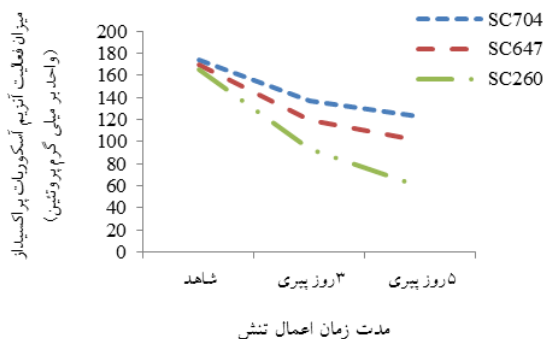 میزان فعالیت آنزیم آسکوربات پراکسیداز
(واحد بر میلی گرم پروتئین)
200
180
160
140
120
100
80
60
40
20
0
SC704
SC647
SC260
شاهد
۳روز پیری
۵روز پیری
مدت زمان اعمال تنش